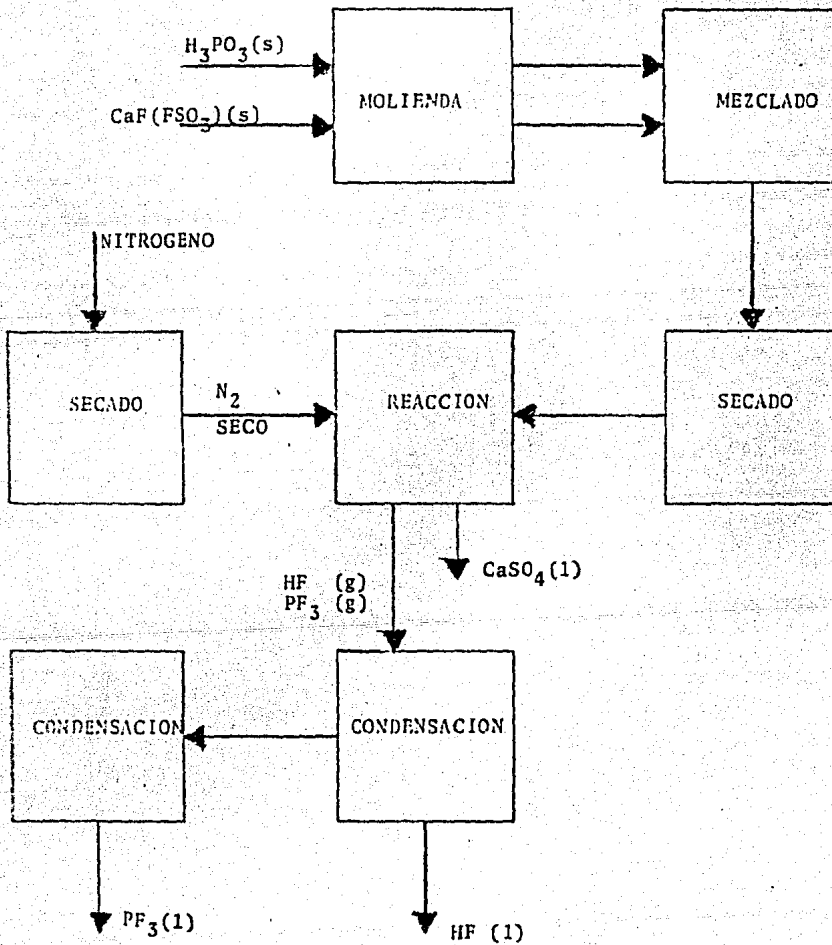 H3PO3(s)
CaF(FSO3)(s)
MOLIENDA
MEZCLADO
NITROGENO
SECADO
N2
SECO
REACCION
SECADO
HF (g)
PF3 (g)
CaSO4(l)
CONDENSACION
CONDENSACION
PF3(l)
HF (l)